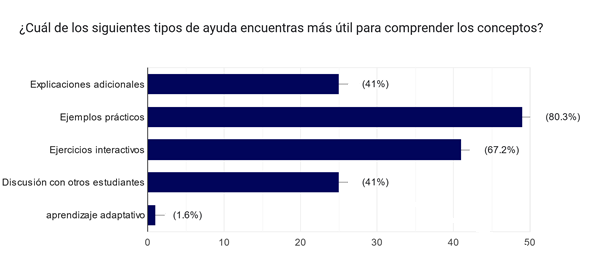 ¿Cuál de los siguientes tipos de ayuda encuentras más útil para comprender los conceptos?
Explicaciones adicionales (41%)
Ejemplos prácticos (80.3%)
Ejercicios interactivos (67.2%)
Discusión con otros estudiantes (41%)
aprendizaje adaptativo (1.6%)
0 10 20 30 40 50